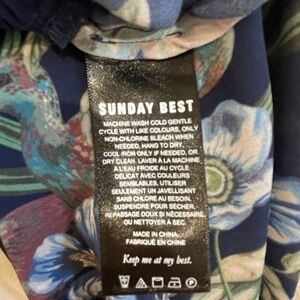 SUNDAY BEST
MACHINE WASH COLD GENTLE
CYCLE WITH LIKE COLOURS, ONLY
NON-CHLORINE BLEACH WHEN
NEEDED, HANG TO DRY,
COOL IRON ONLY IF NEEDED, OR
DRY CLEAN. LAVER À LA MACHINE
À L'EAU FROIDE AU CYCLE
DÉLICAT AVEC COULEURS
SEMBLABLES, UTILISER
SEULEMENT UN JAVELLISANT
SANS CHLORE AU BESOIN,
SUSPENDRE POUR SÉCHER,
REPASSAGE DOUX SI NÉCESSAIRE,
OU NETTOYER À SEC.
MADE IN CHINA.
FABRIQUÉ EN CHINE
Keep me at my best.